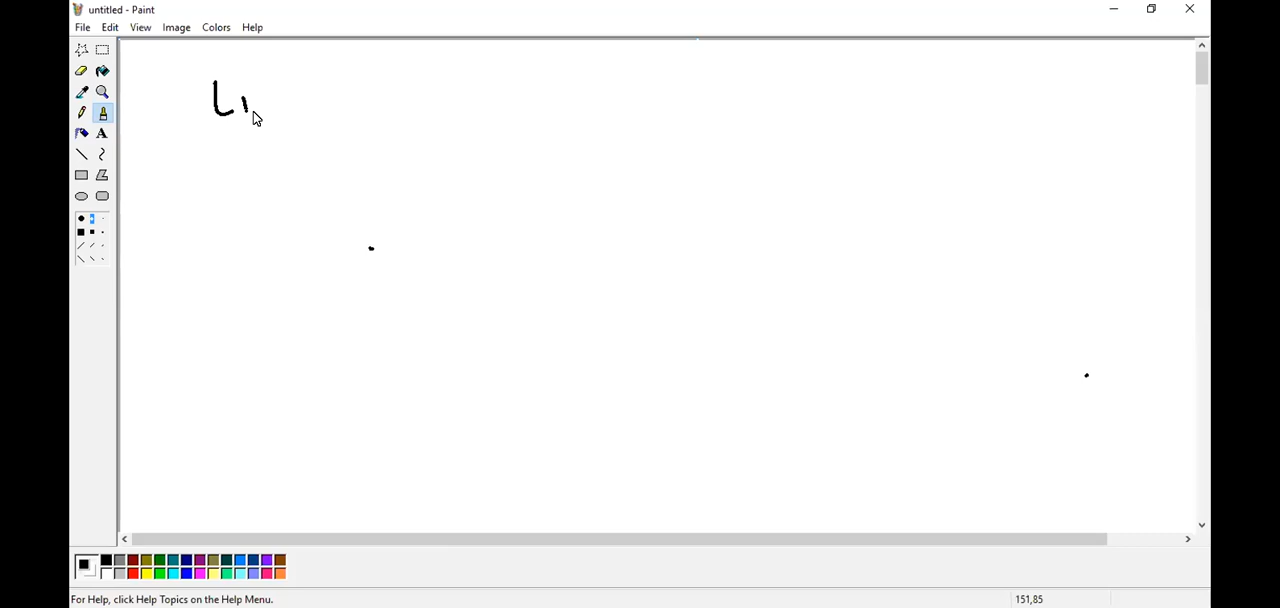 untitled - Paint
File Edit View Image Colors Help
Li
A
For Help, click Help Topics on the Help Menu.
151,85